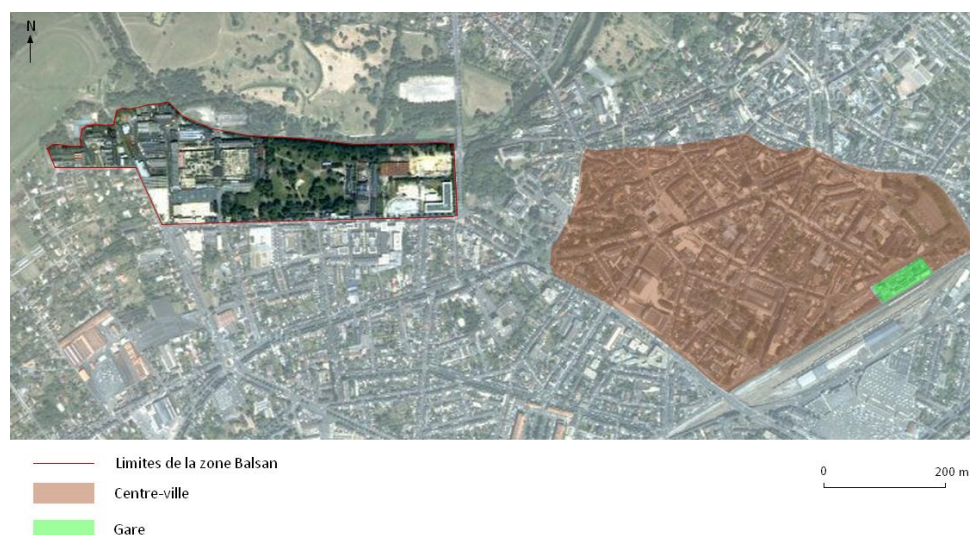 N
Limites de la zone Balsan
0 200 m
Centre-ville
Gare